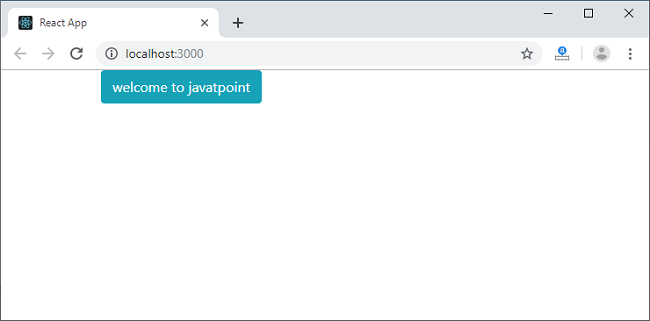 React App
localhost:3000
welcome to javatpoint